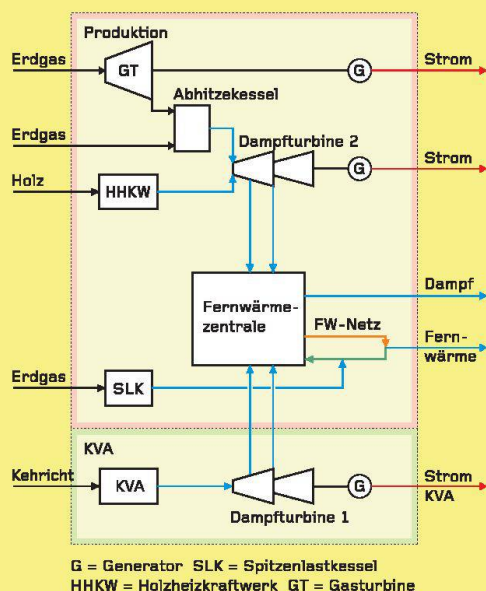 Produktion
Erdgas
GT
G
Strom
Abhitzekessel
Erdgas
Dampfturbine 2
G
Strom
Holz
HHKW
Fernwärme-
zentrale
Dampf
FW-Netz
Fern-
wärme
Erdgas
SLK
KVA
Kehricht
KVA
Dampfturbine 1
G
Strom
KVA
G = Generator SLK = Spitzenlastkessel
HHKW = Holzheizkraftwerk GT = Gasturbine